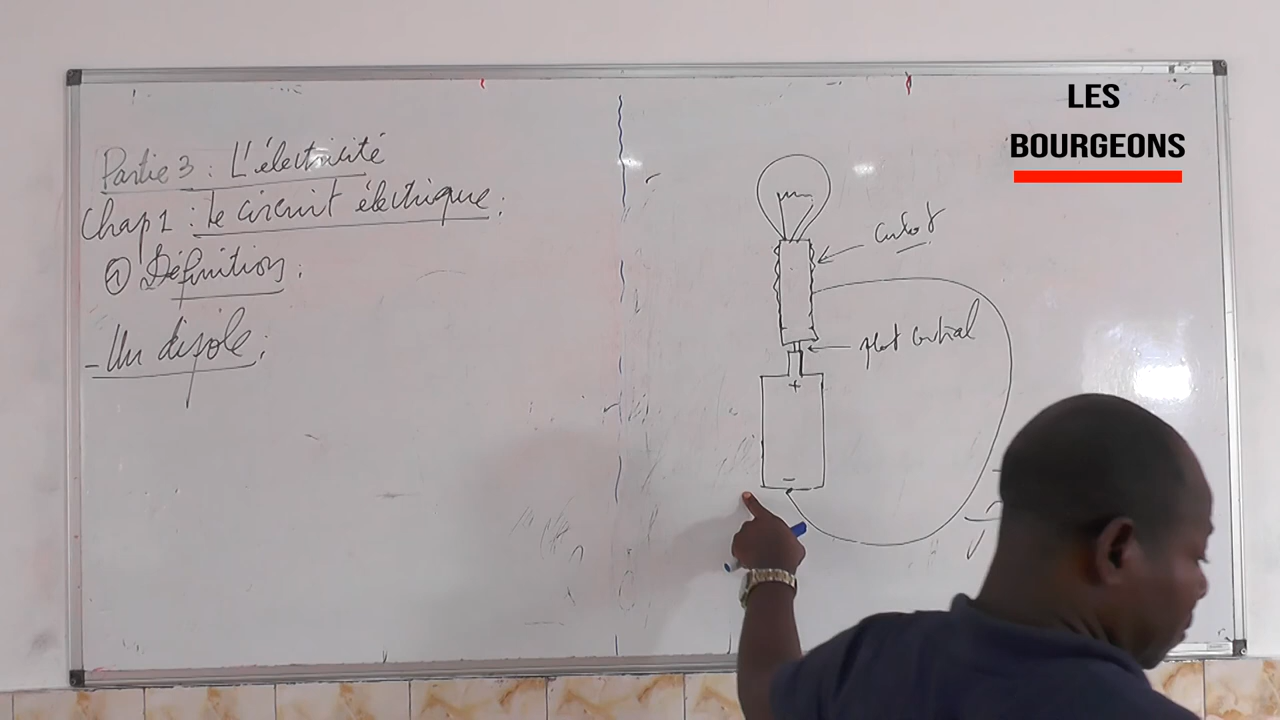 Partie 3 : L'électricité
Chap 1 : Le circuit électrique :
① Définition :
- Un dipôle :
LES
BOURGEONS
culot
plot central
+
-